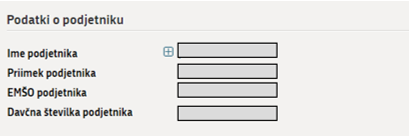 Podatki o podjetniku
Ime podjetnika
Priimek podjetnika
EMŠO podjetnika
Davčna številka podjetnika